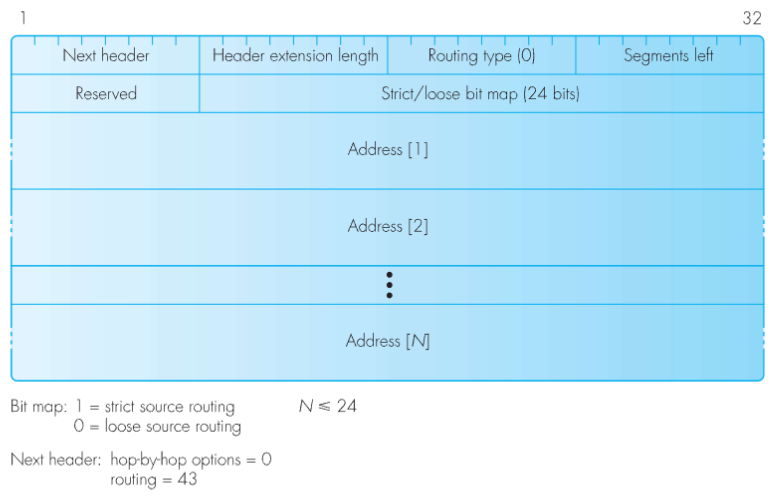 1 32
Next header Header extension length Routing type (0) Segments left
Reserved Strict/loose bit map (24 bits)
Address [1]
Address [2]
Address [N]
Bit map: 1 = strict source routing N ⩽ 24
0 = loose source routing
Next header: hop-by-hop options = 0
routing = 43